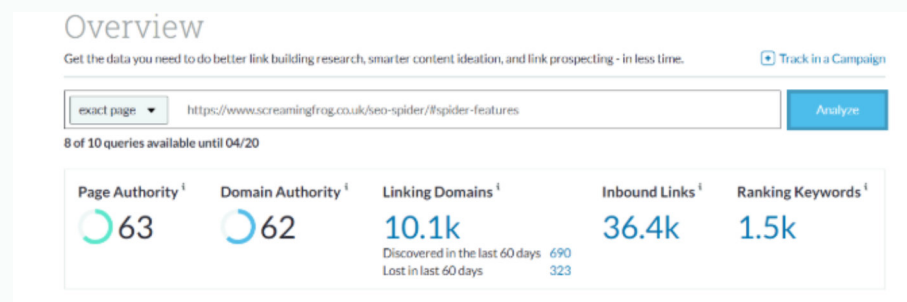 Overview
Get the data you need to do better link building research, smarter content ideation, and link prospecting - in less time.
Track in a Campaign
exact page
https://www.screamingfrog.co.uk/seo-spider/#spider-features
Analyze
8 of 10 queries available until 04/20
Page Authority i
Domain Authority i
Linking Domains i
Inbound Links i
Ranking Keywords i
63
62
10.1k
36.4k
1.5k
Discovered in the last 60 days 690
Lost in last 60 days 323